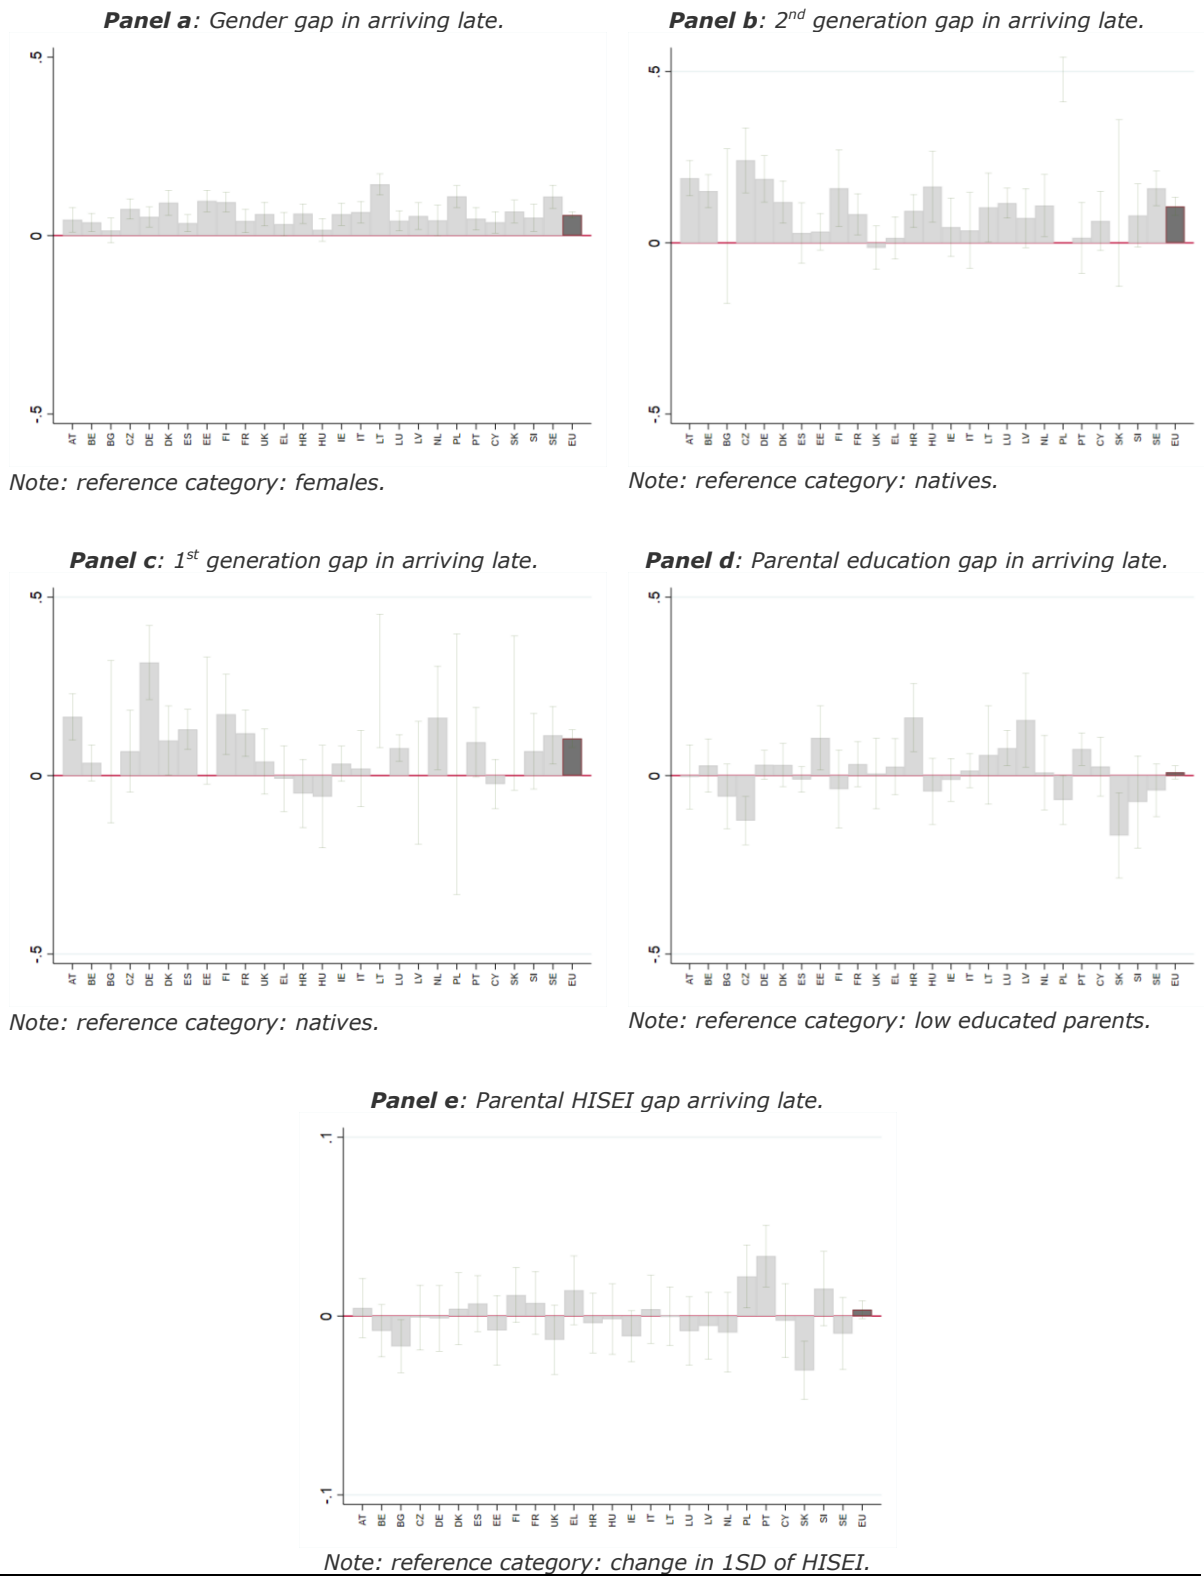 Panel a: Gender gap in arriving late.
.5
0
-.5
AT BE BG CZ DE DK ES EE FI FR UK EL HR HU IE IT LT LU LV NL PL PT CY SK SI SE EU
Note: reference category: females.
Panel b: 2nd generation gap in arriving late.
.5
0
-.5
AT BE BG CZ DE DK ES EE FI FR UK EL HR HU IE IT LT LU LV NL PL PT CY SK SI SE EU
Note: reference category: natives.
Panel c: 1st generation gap in arriving late.
.5
0
-.5
AT BE BG CZ DE DK ES EE FI FR UK EL HR HU IE IT LT LU LV NL PL PT CY SK SI SE EU
Note: reference category: natives.
Panel d: Parental education gap in arriving late.
.5
0
-.5
AT BE BG CZ DE DK ES EE FI FR UK EL HR HU IE IT LT LU LV NL PL PT CY SK SI SE EU
Note: reference category: low educated parents.
Panel e: Parental HISEI gap arriving late.
.1
0
-.1
AT BE BG CZ DE DK ES EE FI FR UK EL HR HU IE IT LT LU LV NL PL PT CY SK SI SE EU
Note: reference category: change in 1SD of HISEI.